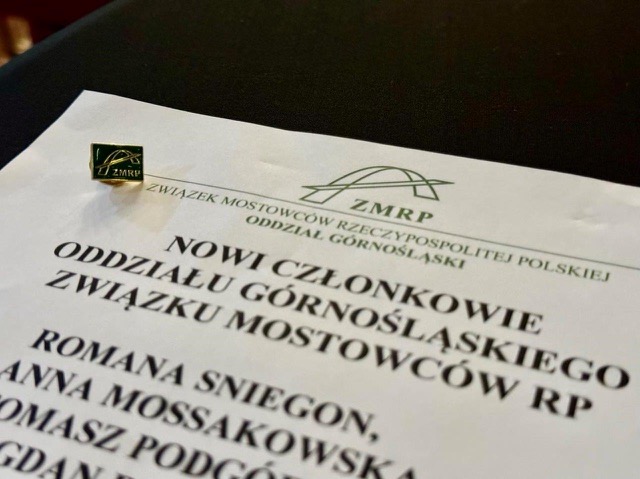 ZMRP
ZMRP
ZWIĄZEK MOSTOWCÓW RZECZYPOSPOLITEJ POLSKIEJ
ODDZIAŁ GÓRNOŚLĄSKI
NOWI CZŁONKOWIE
ODDZIAŁU GÓRNOŚLĄSKIEGO
ZWIĄZKU MOSTOWCÓW RP
ROMANA SNIEGON,
ANNA MOSSAKOWSKA